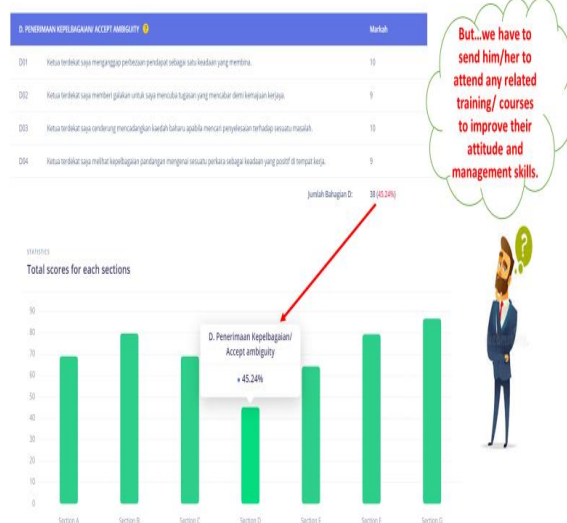 D. PENERIMAAN KEPELBAGAIAN/ ACCEPT AMBIGUITY ? Markah
D01 Ketua terdekat saya menganggap perbezaan pendapat sebagai satu keadaan yang membina. 10
D02 Ketua terdekat saya memberi galakan untuk saya mencuba tugasan yang mencabar demi kemajuan kerjaya. 9
D03 Ketua terdekat saya cenderung mencadangkan kaedah baharu apabila mencari penyelesaian terhadap sesuatu masalah. 10
D04 Ketua terdekat saya melihat kepelbagaian pandangan mengenai sesuatu perkara sebagai keadaan yang positif di tempat kerja. 9
Jumlah Bahagian D: 38 (45.24%)
But...we have to
send him/her to
attend any related
training/ courses
to improve their
attitude and
management skills.
?
STATISTICS
Total scores for each sections
90
80
70
60
50
40
30
20
10
0
D. Penerimaan Kepelbagaian/
Accept ambiguity
45.24%
Section A Section B Section C Section D Section E Section F Section G